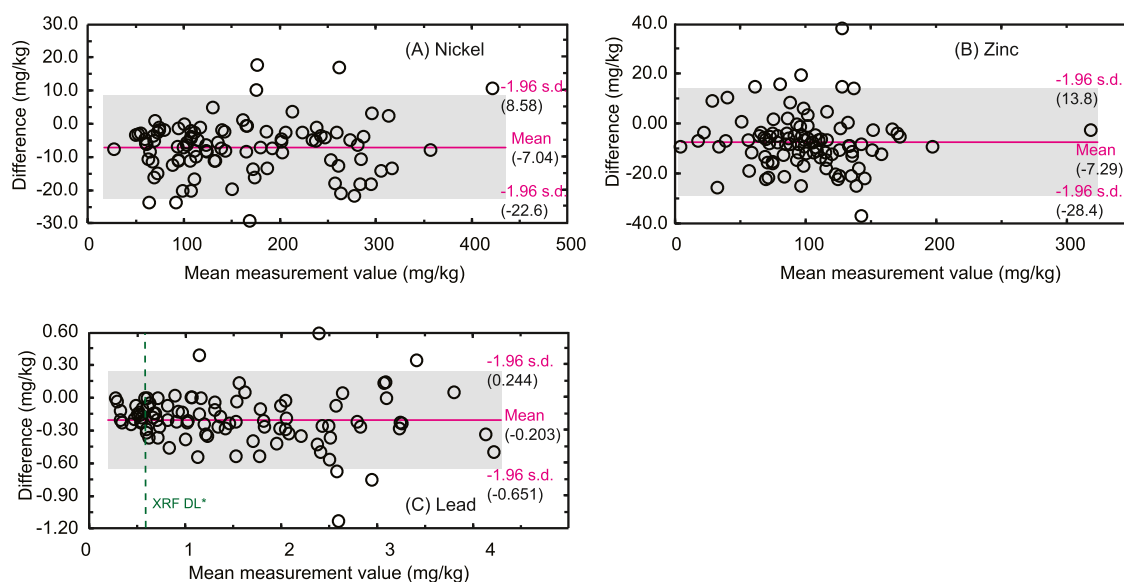 30.0
20.0
10.0
0.0
-10.0
-20.0
-30.0
Difference (mg/kg)
(A) Nickel
-1.96 s.d.
(8.58)
Mean
(-7.04)
-1.96 s.d.
(-22.6)
0 100 200 300 400 500
Mean measurement value (mg/kg)
40.0
20.0
0.0
-20.0
-40.0
Difference (mg/kg)
(B) Zinc
-1.96 s.d.
(13.8)
Mean
(-7.29)
-1.96 s.d.
(-28.4)
0 100 200 300
Mean measurement value (mg/kg)
0.60
0.30
0.00
-0.30
-0.60
-0.90
-1.20
Difference (mg/kg)
-1.96 s.d.
(0.244)
Mean
(-0.203)
-1.96 s.d.
(-0.651)
XRF DL*
(C) Lead
0 1 2 3 4
Mean measurement value (mg/kg)